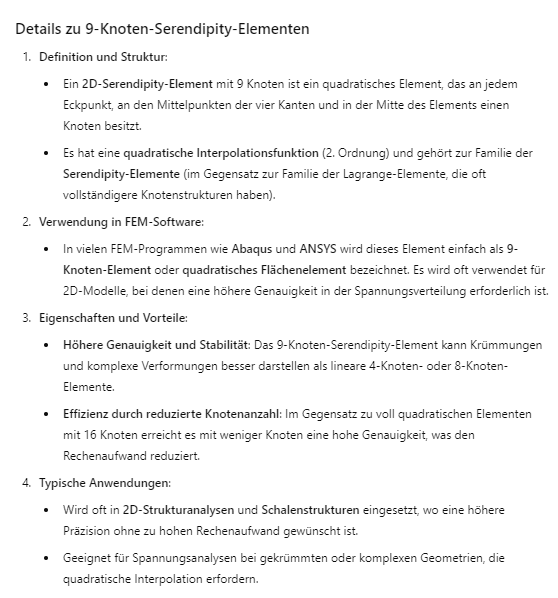 Details zu 9-Knoten-Serendipity-Elementen
1. Definition und Struktur:
• Ein 2D-Serendipity-Element mit 9 Knoten ist ein quadratisches Element, das an jedem
Eckpunkt, an den Mittelpunkten der vier Kanten und in der Mitte des Elements einen
Knoten besitzt.
• Es hat eine quadratische Interpolationsfunktion (2. Ordnung) und gehört zur Familie der
Serendipity-Elemente (im Gegensatz zur Familie der Lagrange-Elemente, die oft
vollständigere Knotenstrukturen haben).
2. Verwendung in FEM-Software:
• In vielen FEM-Programmen wie Abaqus und ANSYS wird dieses Element einfach als 9-
Knoten-Element oder quadratisches Flächenelement bezeichnet. Es wird oft verwendet für
2D-Modelle, bei denen eine höhere Genauigkeit in der Spannungsverteilung erforderlich ist.
3. Eigenschaften und Vorteile:
• Höhere Genauigkeit und Stabilität: Das 9-Knoten-Serendipity-Element kann Krümmungen
und komplexe Verformungen besser darstellen als lineare 4-Knoten- oder 8-Knoten-
Elemente.
• Effizienz durch reduzierte Knotenanzahl: Im Gegensatz zu voll quadratischen Elementen
mit 16 Knoten erreicht es mit weniger Knoten eine hohe Genauigkeit, was den
Rechenaufwand reduziert.
4. Typische Anwendungen:
• Wird oft in 2D-Strukturanalysen und Schalenstrukturen eingesetzt, wo eine höhere
Präzision ohne zu hohen Rechenaufwand gewünscht ist.
• Geeignet für Spannungsanalysen bei gekrümmten oder komplexen Geometrien, die
quadratische Interpolation erfordern.